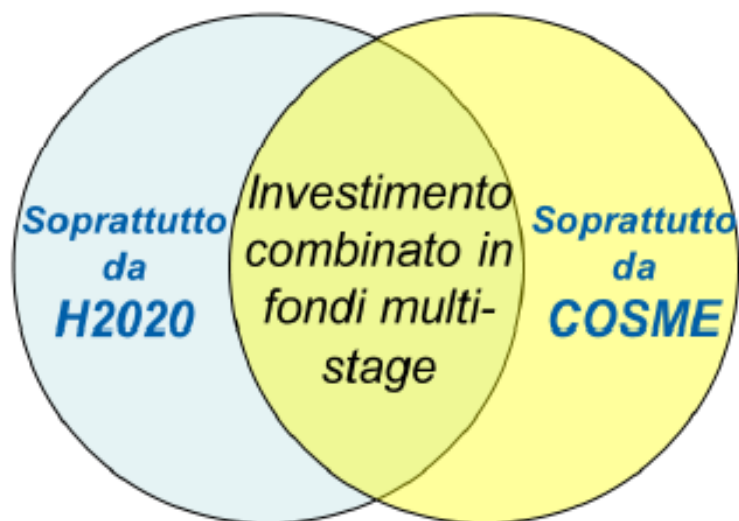 Soprattutto
da
H2020
Investimento
combinato in
fondi multi-
stage
Soprattutto
da
COSME